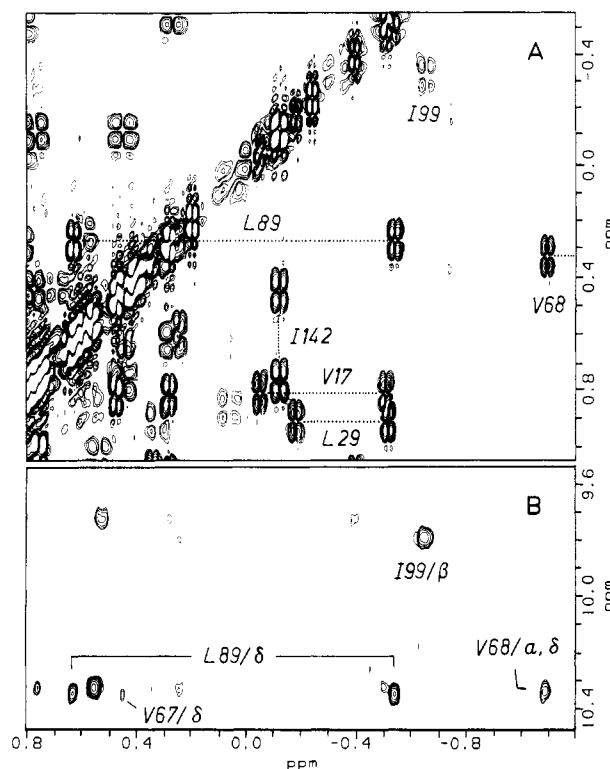 A
-0.4
I99
0.0
ppm
L89
0.4
V68
I142
V17
0.8
L29
B
9.6
I99/β
10.0
ppm
L89/δ
V68/a,δ
V67/δ
10.4
0.8 0.4 0.0 -0.4 -0.8
ppm